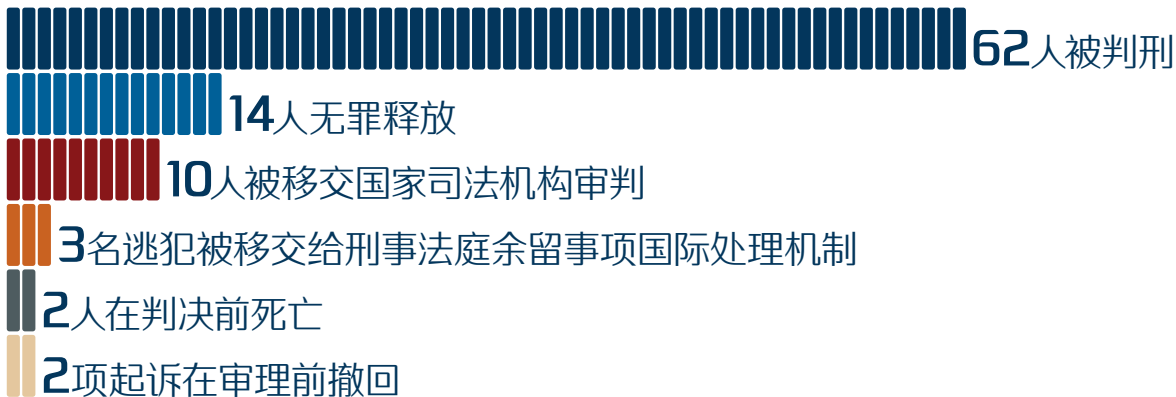 62人被判刑
14人无罪释放
10人被移交国家司法机构审判
3名逃犯被移交给刑事法庭余留事项国际处理机制
2人在判决前死亡
2项起诉在审理前撤回